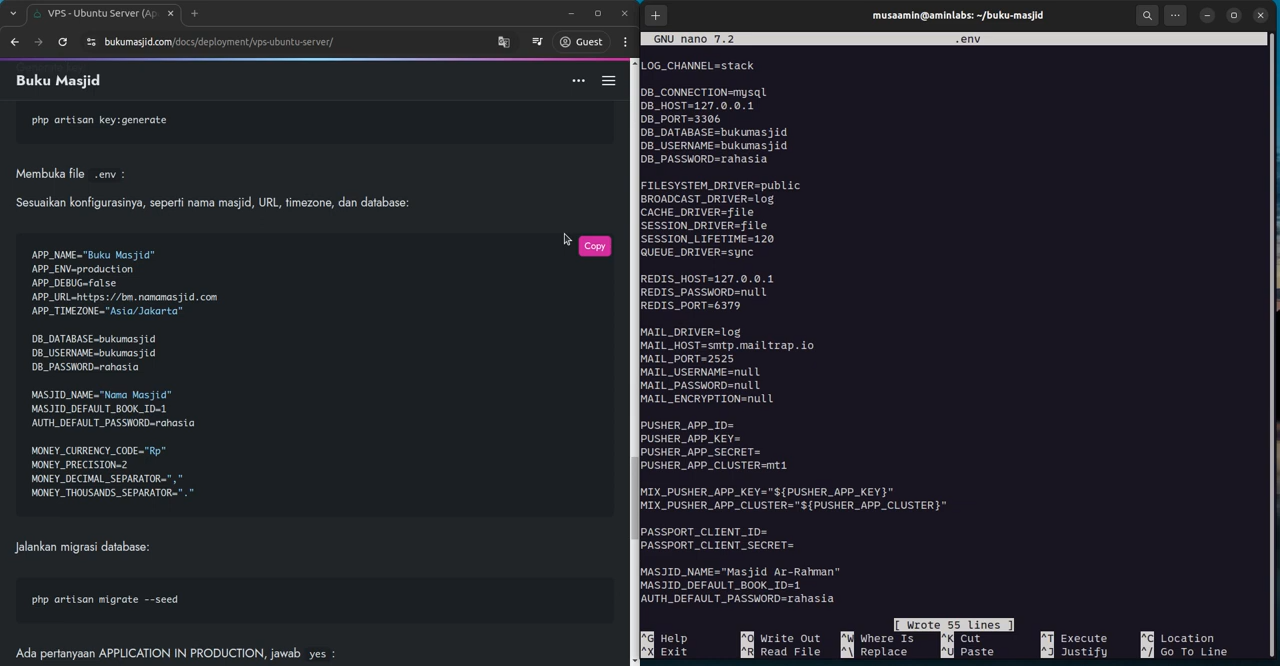 VPS - Ubuntu Server (Ap
bukumasjid.com/docs/deployment/vps-ubuntu-server/
Guest
Buku Masjid
php artisan key:generate
Membuka file .env :
Sesuaikan konfigurasinya, seperti nama masjid, URL, timezone, dan database:
Copy
APP_NAME="Buku Masjid"
APP_ENV=production
APP_DEBUG=false
APP_URL=https://bm.namamasjid.com
APP_TIMEZONE="Asia/Jakarta"
DB_DATABASE=bukumasjid
DB_USERNAME=bukumasjid
DB_PASSWORD=rahasia
MASJID_NAME="Nama Masjid"
MASJID_DEFAULT_BOOK_ID=1
AUTH_DEFAULT_PASSWORD=rahasia
MONEY_CURRENCY_CODE="Rp"
MONEY_PRECISION=2
MONEY_DECIMAL_SEPARATOR=","
MONEY_THOUSANDS_SEPARATOR="."
Jalankan migrasi database:
php artisan migrate --seed
Ada pertanyaan APPLICATION IN PRODUCTION, jawab yes :
musaamin@aminlabs: ~/buku-masjid
GNU nano 7.2 .env
LOG_CHANNEL=stack
DB_CONNECTION=mysql
DB_HOST=127.0.0.1
DB_PORT=3306
DB_DATABASE=bukumasjid
DB_USERNAME=bukumasjid
DB_PASSWORD=rahasia
FILESYSTEM_DRIVER=public
BROADCAST_DRIVER=log
CACHE_DRIVER=file
SESSION_DRIVER=file
SESSION_LIFETIME=120
QUEUE_DRIVER=sync
REDIS_HOST=127.0.0.1
REDIS_PASSWORD=null
REDIS_PORT=6379
MAIL_DRIVER=log
MAIL_HOST=smtp.mailtrap.io
MAIL_PORT=2525
MAIL_USERNAME=null
MAIL_PASSWORD=null
MAIL_ENCRYPTION=null
PUSHER_APP_ID=
PUSHER_APP_KEY=
PUSHER_APP_SECRET=
PUSHER_APP_CLUSTER=mt1
MIX_PUSHER_APP_KEY="${PUSHER_APP_KEY}"
MIX_PUSHER_APP_CLUSTER="${PUSHER_APP_CLUSTER}"
PASSPORT_CLIENT_ID=
PASSPORT_CLIENT_SECRET=
MASJID_NAME="Masjid Ar-Rahman"
MASJID_DEFAULT_BOOK_ID=1
AUTH_DEFAULT_PASSWORD=rahasia
[ Wrote 55 lines ]
^G Help ^O Write Out ^W Where Is ^K Cut ^T Execute ^C Location
^X Exit ^R Read File ^\ Replace ^U Paste ^J Justify ^/ Go To Line